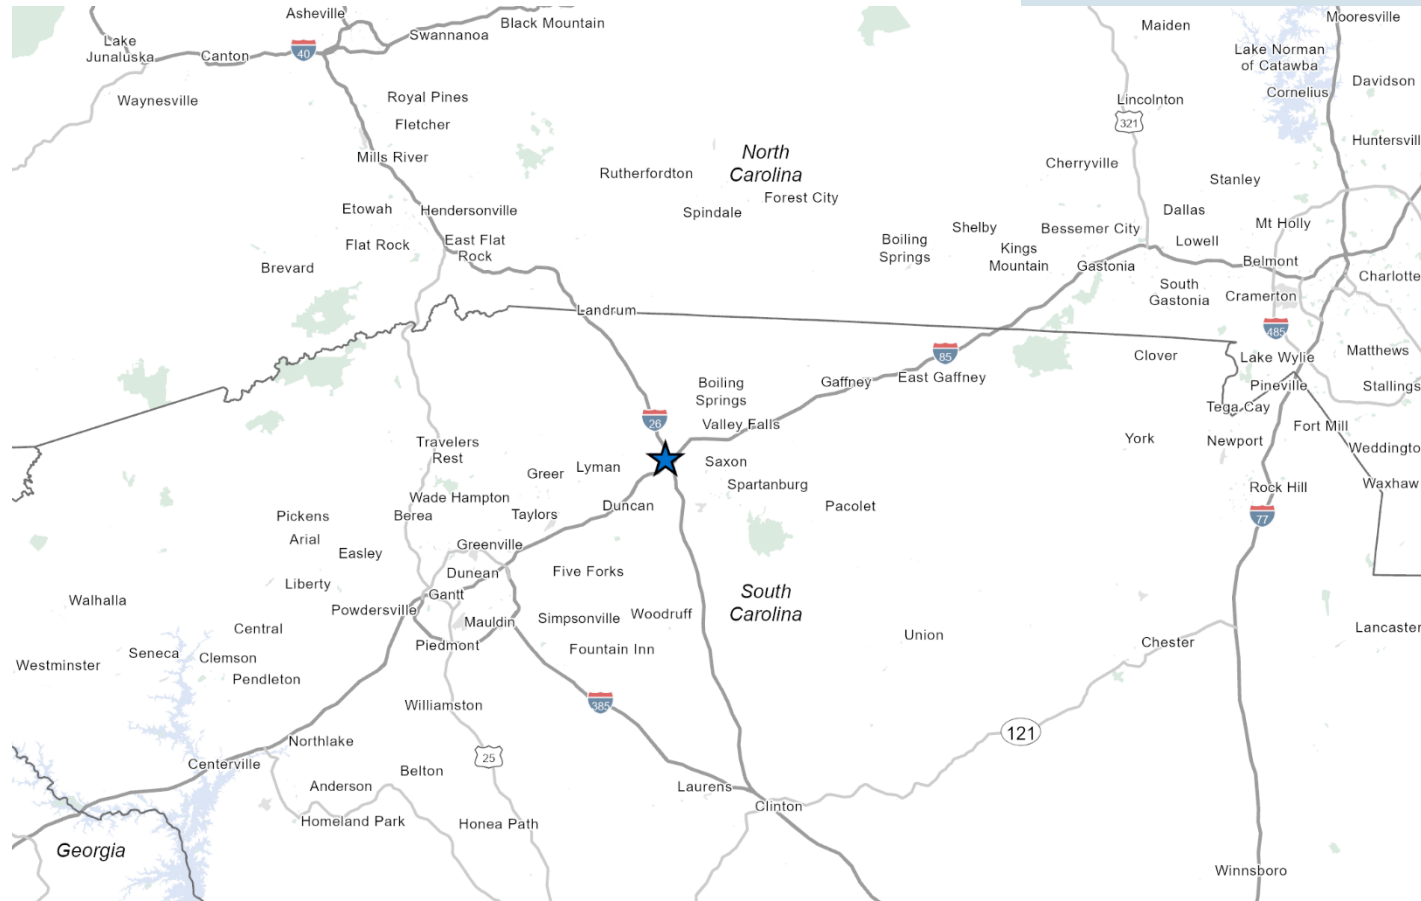 Asheville
Black Mountain
Mooresville
Maiden
Swannoa
Lake
Junaluska
Canton
40
Lake Norman
of Catawba
Davidson
Cornelius
Waynesville
Royal Pines
Lincolnton
Fletcher
321
Huntersvill
Mills River
North
Carolina
Cherryville
Rutherfordton
Stanley
Forest City
Etowah
Hendersonville
Spindale
Dallas
Mt Holly
Shelby
Bessemer City
Flat Rock
East Flat
Rock
Boiling
Springs
Kings
Mountain
Lowell
Brevard
Gastonia
Belmont
Charlotte
South
Gastonia
Cramerton
Landrum
485
85
Clover
Lake Wylie
Matthews
Boiling
Springs
Gaffney
East Gaffney
Pineville
Stallings
Tega Cay
26
Valley Falls
Fort Mill
Travelers
Rest
York
Newport
Weddingto
Greer
Lyman
Saxon
Spartanburg
Rock Hill
Waxhaw
Wade Hampton
Duncan
Pacolet
Pickens
Berea
Taylors
77
Arial
Easley
Greenville
Dunean
Five Forks
Liberty
South
Carolina
Walhalla
Powdersville
Gantt
Mauldin
Simpsonville
Woodruff
Central
Union
Lancaster
Seneca
Clemson
Piedmont
Fountain Inn
Chester
Westminster
Pendleton
Williamston
385
121
Northlake
25
Centerville
Belton
Anderson
Laurens
Clinton
Homeland Park
Honea Path
Georgia
Winnsboro